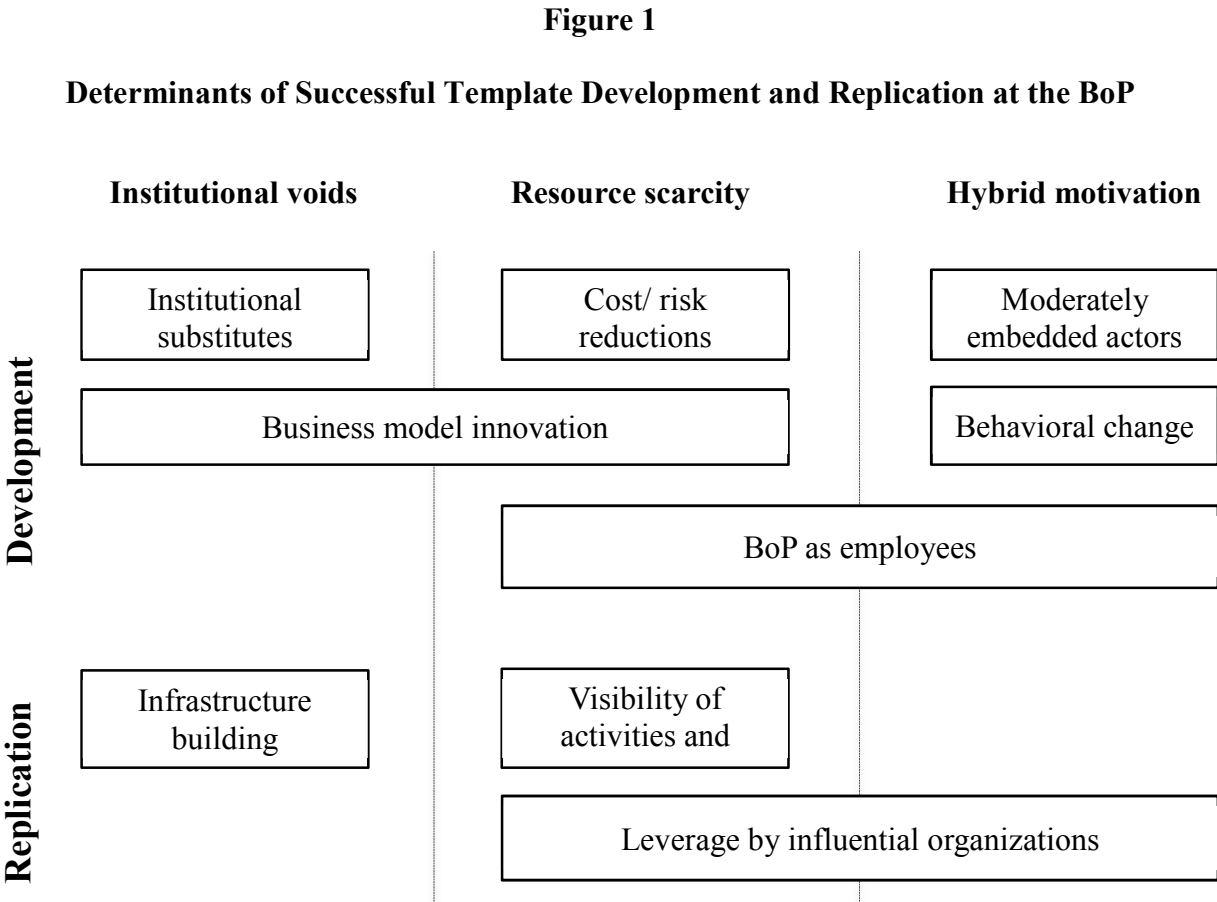 Figure 1
Determinants of Successful Template Development and Replication at the BoP
Institutional voids
Resource scarcity
Hybrid motivation
Development
Institutional
substitutes
Cost/ risk
reductions
Moderately
embedded actors
Business model innovation
Behavioral change
BoP as employees
Replication
Infrastructure
building
Visibility of
activities and
Leverage by influential organizations